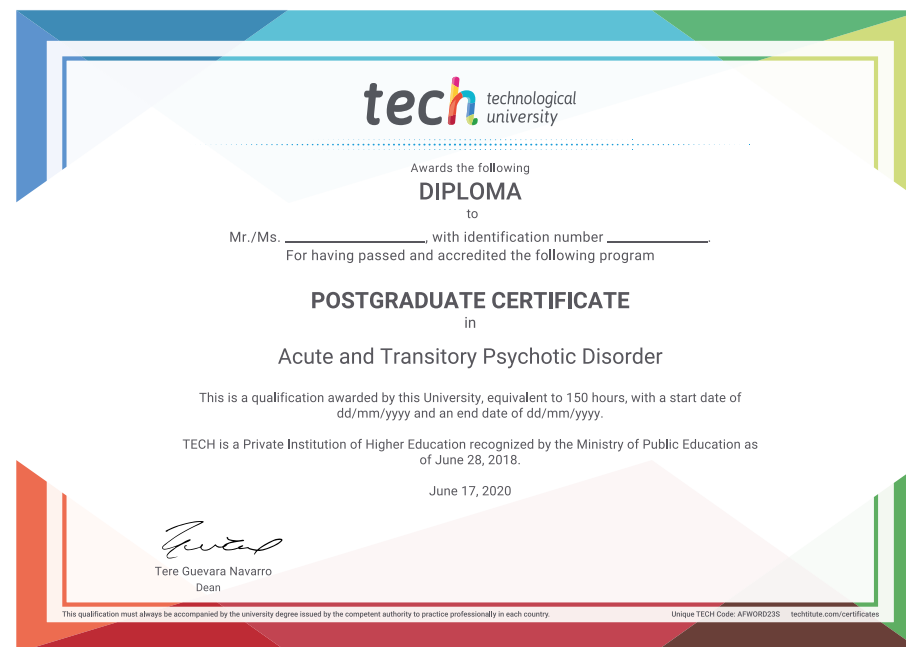 tech technological
university
Awards the following
DIPLOMA
to
Mr./Ms. ____________________, with identification number ______________.
For having passed and accredited the following program
POSTGRADUATE CERTIFICATE
in
Acute and Transitory Psychotic Disorder
This is a qualification awarded by this University, equivalent to 150 hours, with a start date of
dd/mm/yyyy and an end date of dd/mm/yyyy.
TECH is a Private Institution of Higher Education recognized by the Ministry of Public Education as
of June 28, 2018.
June 17, 2020
Tere Guevara Navarro
Dean
This qualification must always be accompanied by the university degree issued by the competent authority to practice professionally in each country. Unique TECH Code: AFWORD23S techtitute.com/certificates